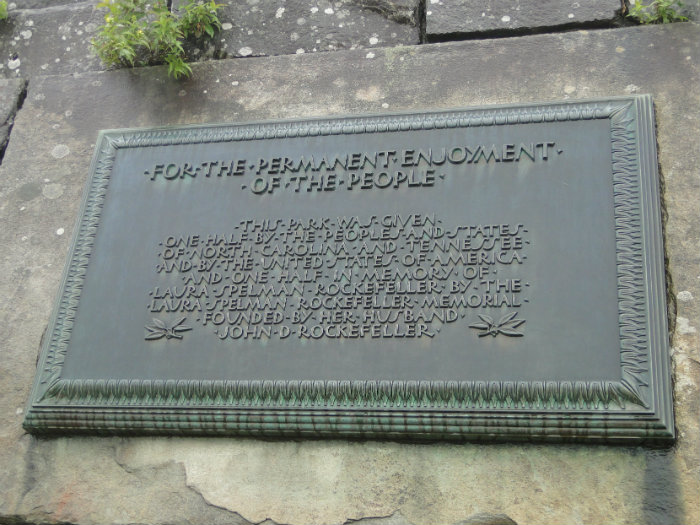 ·FOR·THE·PERMANENT·ENJOYMENT·
·OF·THE·PEOPLE·
·THIS·PARK·WAS·GIVEN·
·ONE·HALF·BY·THE·PEOPLES·AND·STATES·
·OF·NORTH·CAROLINA·AND·TENNESSEE·
·AND·BY·THE·UNITED·STATES·OF·AMERICA·
·AND·ONE·HALF·IN·MEMORY·OF·
·LAURA·SPELMAN·ROCKEFELLER·BY·THE·
·LAURA·SPELMAN·ROCKEFELLER·MEMORIAL·
·FOUNDED·BY·HER·HUSBAND·
·JOHN·D·ROCKEFELLER·